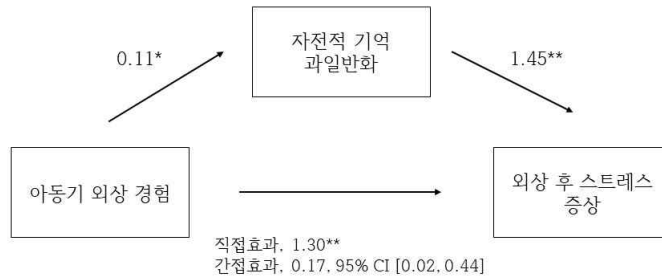 자전적 기억
과일반화
0.11*
1.45**
아동기 외상 경험
외상 후 스트레스
증상
직접효과, 1.30**
간접효과, 0.17, 95% CI [0.02, 0.44]